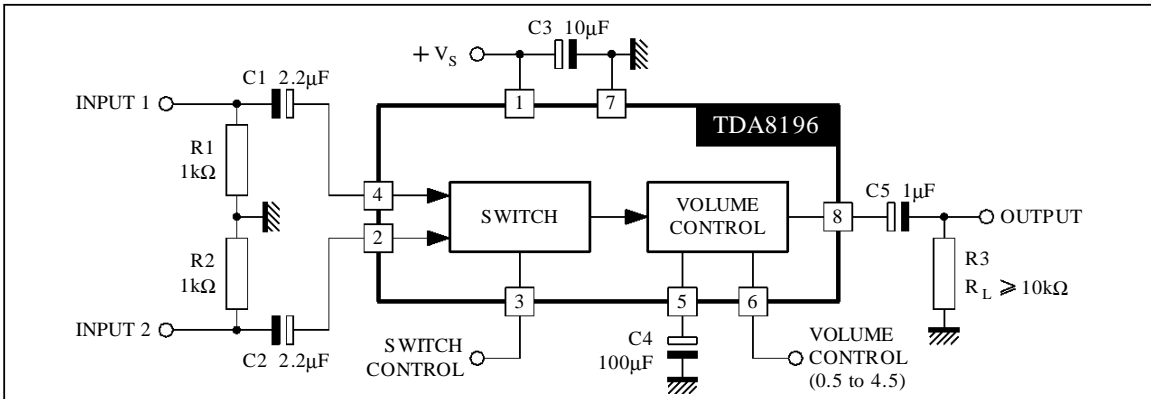 C3 10µF
+ V_S
C1 2.2µF
INPUT 1
1
7
TDA8196
R1
1kΩ
4
SWITCH
VOLUME
CONTROL
8
C5 1µF
OUTPUT
2
R2
1kΩ
R3
R_L ⩾ 10kΩ
3
5
6
INPUT 2
C2 2.2µF
SWITCH
CONTROL
C4
100µF
VOLUME
CONTROL
(0.5 to 4.5)